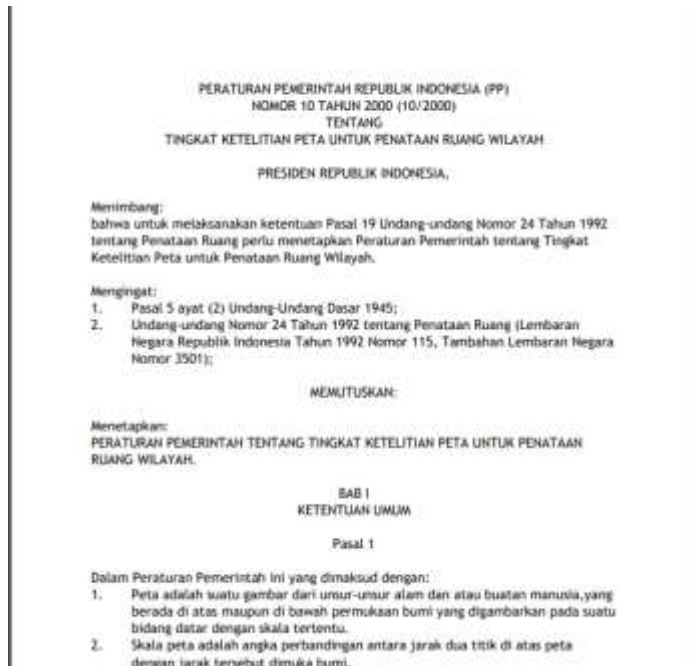 PERATURAN PEMERINTAH REPUBLIK INDONESIA (PP)
NOMOR 10 TAHUN 2000 (10/2000)
TENTANG
TINGKAT KETELITIAN PETA UNTUK PENATAAN RUANG WILAYAH
PRESIDEN REPUBLIK INDONESIA,
Menimbang:
bahwa untuk melaksanakan ketentuan Pasal 19 Undang-undang Nomor 24 Tahun 1992
tentang Penataan Ruang perlu menetapkan Peraturan Pemerintah tentang Tingkat
Ketelitian Peta untuk Penataan Ruang Wilayah.
Mengingat:
1. Pasal 5 ayat (2) Undang-Undang Dasar 1945;
2. Undang-undang Nomor 24 Tahun 1992 tentang Penataan Ruang (Lembaran
Negara Republik Indonesia Tahun 1992 Nomor 115, Tambahan Lembaran Negara
Nomor 3501);
MEMUTUSKAN:
Menetapkan:
PERATURAN PEMERINTAH TENTANG TINGKAT KETELITIAN PETA UNTUK PENATAAN
RUANG WILAYAH.
BAB I
KETENTUAN UMUM
Pasal 1
Dalam Peraturan Pemerintah ini yang dimaksud dengan:
1. Peta adalah suatu gambar dari unsur-unsur alam dan atau buatan manusia,yang
berada di atas maupun di bawah permukaan bumi yang digambarkan pada suatu
bidang datar dengan skala tertentu.
2. Skala peta adalah angka perbandingan antara jarak dua titik di atas peta
dengan jarak tersebut dimuka bumi.